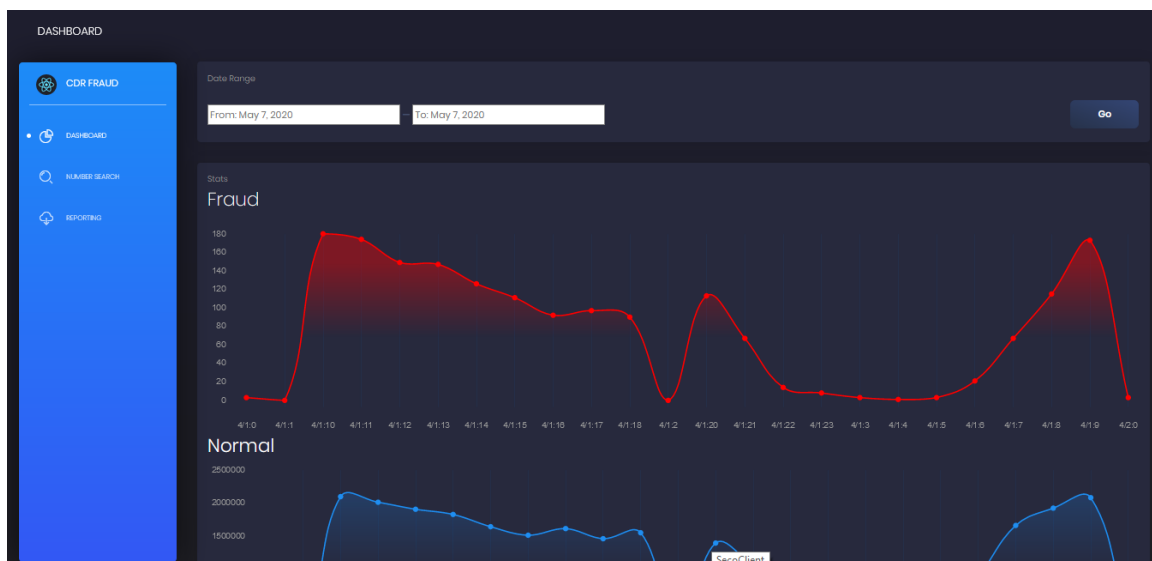 DASHBOARD
CDR FRAUD
DASHBOARD
NUMBER SEARCH
REPORTING
Date Range
From: May 7, 2020 – To: May 7, 2020
Go
Stats
Fraud
180
160
140
120
100
80
60
40
20
0
4/1:0 4/1:1 4/1:10 4/1:11 4/1:12 4/1:13 4/1:14 4/1:15 4/1:16 4/1:17 4/1:18 4/1:2 4/1:20 4/1:21 4/1:22 4/1:23 4/1:3 4/1:4 4/1:5 4/1:6 4/1:7 4/1:8 4/1:9 4/2:0
Normal
2500000
2000000
1500000
SecoClient